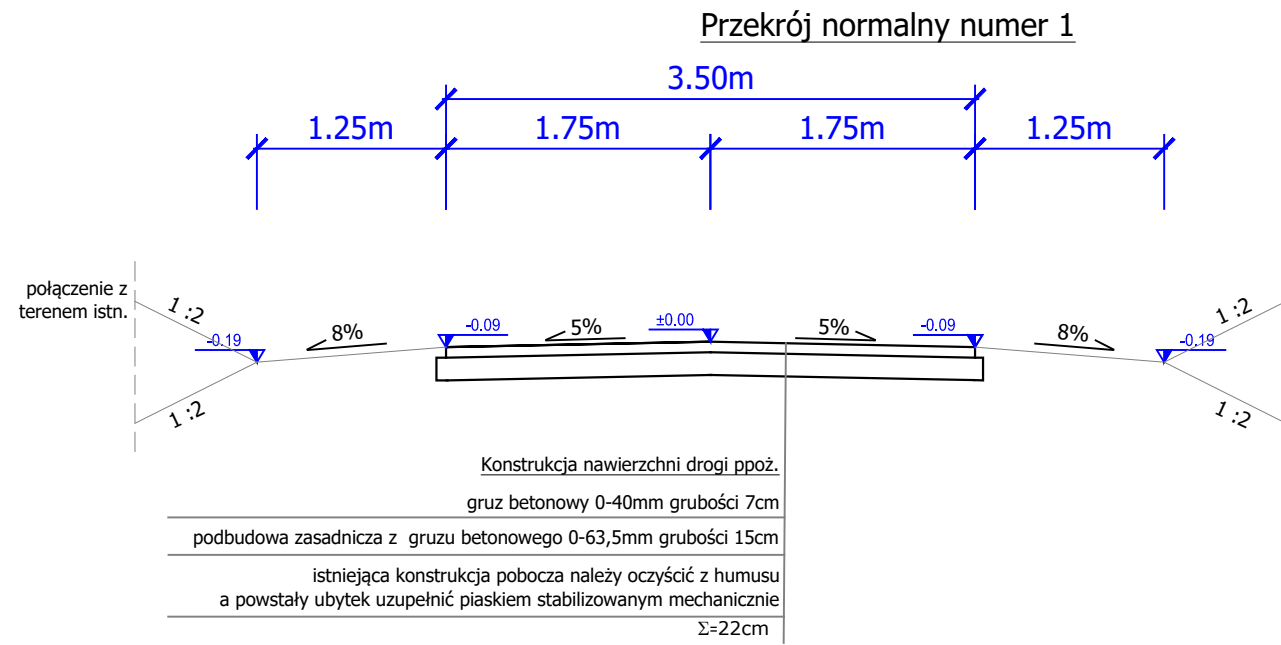 Przekrój normalny numer 1
3.50m
1.25m 1.75m 1.75m 1.25m
połączenie z
terenem istn.
1 :2
-0.19
8%
-0.09
5%
±0.00
5%
-0.09
8%
-0.19
1 :2
1 :2
1 :2
Konstrukcja nawierzchni drogi ppoż.
gruz betonowy 0-40mm grubości 7cm
podbudowa zasadnicza z gruzu betonowego 0-63,5mm grubości 15cm
istniejąca konstrukcja pobocza należy oczyścić z humusu
a powstały ubytek uzupełnić piaskiem stabilizowanym mechanicznie
Σ=22cm